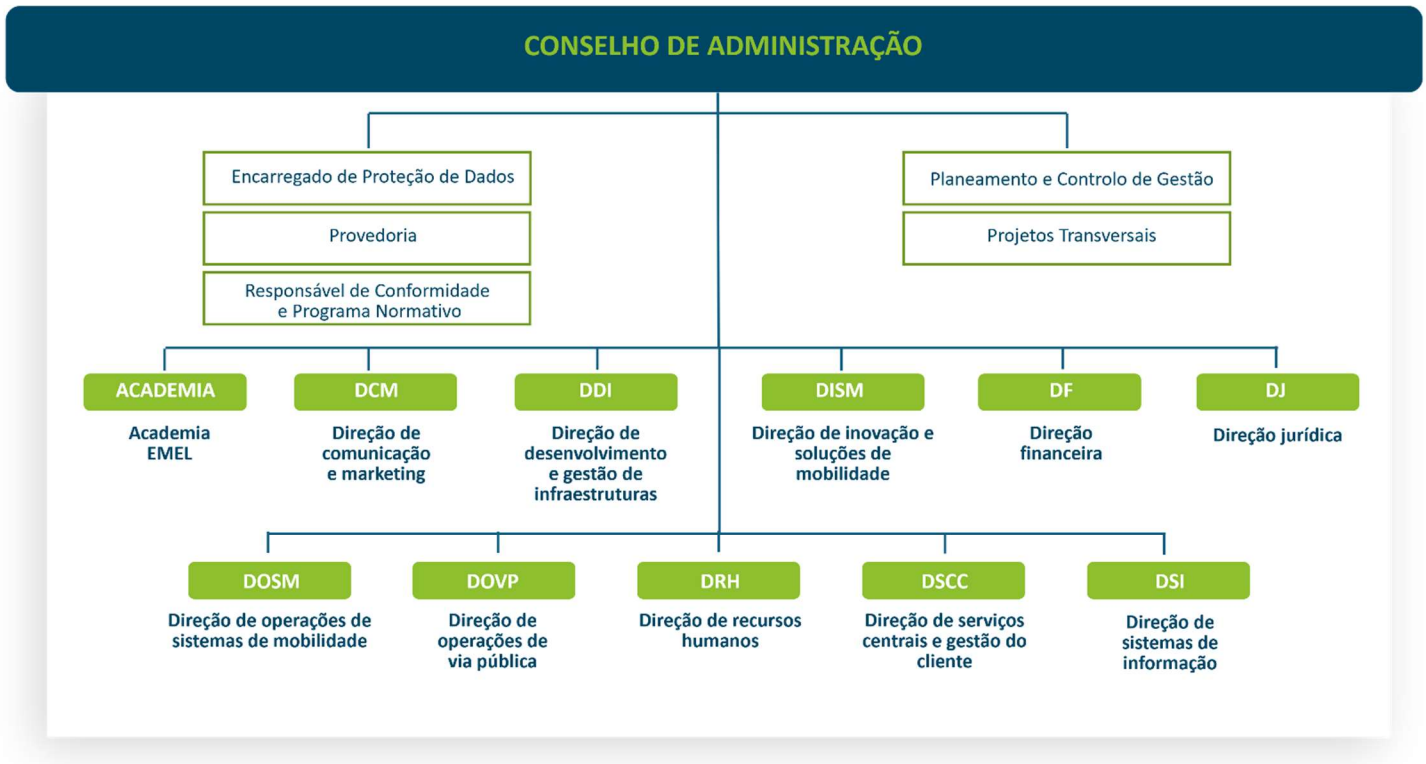 CONSELHO DE ADMINISTRAÇÃO
Encarregado de Proteção de Dados
Provedoria
Responsável de Conformidade
e Programa Normativo
Planeamento e Controlo de Gestão
Projetos Transversais
ACADEMIA
Academia
EMEL
DCM
Direção de
comunicação
e marketing
DDI
Direção de
desenvolvimento
e gestão de
infraestruturas
DISM
Direção de inovação e
soluções de
mobilidade
DF
Direção
financeira
DJ
Direção jurídica
DOSM
Direção de operações de
sistemas de mobilidade
DOVP
Direção de
operações de
via pública
DRH
Direção de recursos
humanos
DSCC
Direção de serviços
centrais e gestão do
cliente
DSI
Direção de
sistemas de
informação